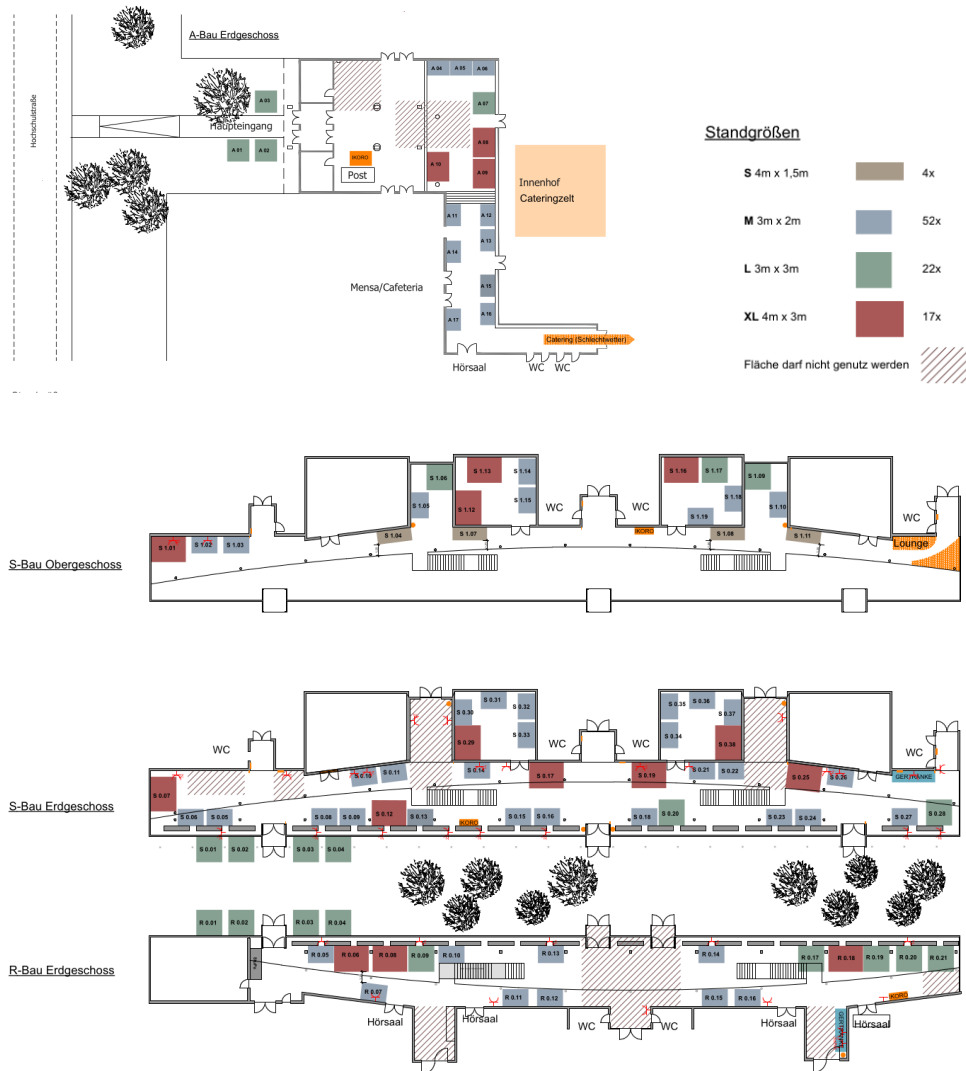 A-Bau Erdgeschoss
Hochschulstraße
A 04
A 05
A 06
A 03
A 07
Haupteingang
A 08
A 01
A 02
IKORO
A 10
A 09
Post
Innenhof
Cateringzelt
A 11
A 12
A 13
A 14
Mensa/Cafeteria
A 15
A 16
A 17
Catering (Schlechtwetter)
Hörsaal
WC
WC
Standgrößen
S 4m x 1,5m
4x
M 3m x 2m
52x
L 3m x 3m
22x
XL 4m x 3m
17x
Fläche darf nicht genutz werden
S-Bau Obergeschoss
S 1.06
S 1.13
S 1.14
S 1.16
S 1.17
S 1.09
S 1.05
S 1.12
S 1.15
S 1.18
S 1.10
WC
WC
S 1.19
WC
S 1.01
S 1.02
S 1.03
S 1.04
S 1.07
IKORO
S 1.08
S 1.11
Lounge
S-Bau Erdgeschoss
S 0.31
S 0.36
S 0.30
S 0.32
S 0.35
S 0.37
S 0.29
S 0.33
S 0.34
S 0.38
WC
WC
WC
WC
S 0.07
S 0.10
S 0.11
S 0.14
S 0.17
S 0.19
S 0.21
S 0.22
S 0.25
S 0.26
GERTRÄNKE
S 0.06
S 0.05
S 0.08
S 0.09
S 0.12
S 0.13
IKORO
S 0.15
S 0.16
S 0.18
S 0.20
S 0.23
S 0.24
S 0.27
S 0.28
S 0.01
S 0.02
S 0.03
S 0.04
R-Bau Erdgeschoss
R 0.01
R 0.02
R 0.03
R 0.04
R 0.05
R 0.06
R 0.08
R 0.09
R 0.10
R 0.13
R 0.14
R 0.17
R 0.18
R 0.19
R 0.20
R 0.21
R 0.07
R 0.11
R 0.12
R 0.15
R 0.16
IKORO
Hörsaal
Hörsaal
WC
WC
Hörsaal
Hörsaal